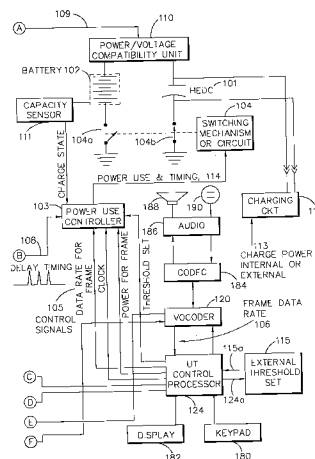 109
A
110
POWER/VOLTAGE
COMPATIBILITY UNIT
BATTERY 102
101
HEDC
CAPACITY
SENSOR
111
104
SWITCHING
MECHANISM
OR CIRCUIT
104a
104b
CHARGE STATE
POWER USE & TIMING, 114
188
190
CHARGING
CKT
11
103
POWER USE
CONTROLLER
186
AUDIO
113
CHARGE POWER
INTERNAL OR
EXTERNAL
B
108
DELAY TIMING
105
CONTROL
SIGNALS
DATA RATE FOR
FRAME
CLOCK
POWER FOR FRAME
THRESHOLD SET
CODEC
184
120
VOCODER
FRAME DATA
RATE
106
115a
115
EXTERNAL
THRESHOLD
SET
UT
CONTROL
PROCESSOR
124a
124
C
D
E
F
DISPLAY
182
KEYPAD
180